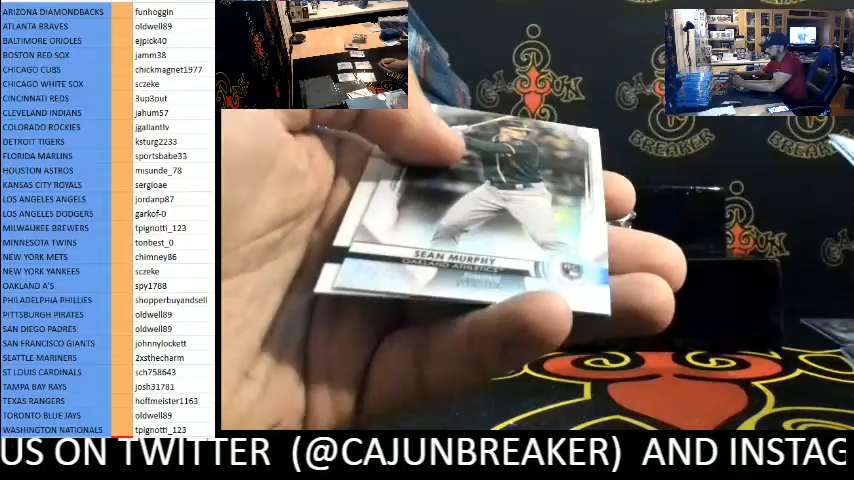 ARIZONA DIAMONDBACKS funhoggin
ATLANTA BRAVES oldwell89
BALTIMORE ORIOLES ejpick40
BOSTON RED SOX jamm38
CHICAGO CUBS chickmagnet1977
CHICAGO WHITE SOX sczeke
CINCINNATI REDS 3up3out
CLEVELAND INDIANS jahum57
COLORADO ROCKIES jgallantlv
DETROIT TIGERS ksturg2233
FLORIDA MARLINS sportsbabe33
HOUSTON ASTROS misunde_78
KANSAS CITY ROYALS sergioae
LOS ANGELES ANGELS jordanp87
LOS ANGELES DODGERS garkof-0
MILWAUKEE BREWERS tpignotti_123
MINNESOTA TWINS tonbest_0
NEW YORK METS chimney86
NEW YORK YANKEES sczeke
OAKLAND A'S spy1788
PHILADELPHIA PHILLIES shopperbuyandsell
PITTSBURGH PIRATES oldwell89
SAN DIEGO PADRES oldwell89
SAN FRANCISCO GIANTS johnnylockett
SEATTLE MARINERS 2xsthecharm
ST LOUIS CARDINALS sch758643
TAMPA BAY RAYS josh31781
TEXAS RANGERS hoffmeister1163
TORONTO BLUE JAYS oldwell89
WASHINGTON NATIONALS tpignotti_123
SEAN MURPHY
OAKLAND ATHLETICS
RC
CAJUN
BREAKER
BREAKER
US ON TWITTER (@CAJUNBREAKER) AND INSTAG